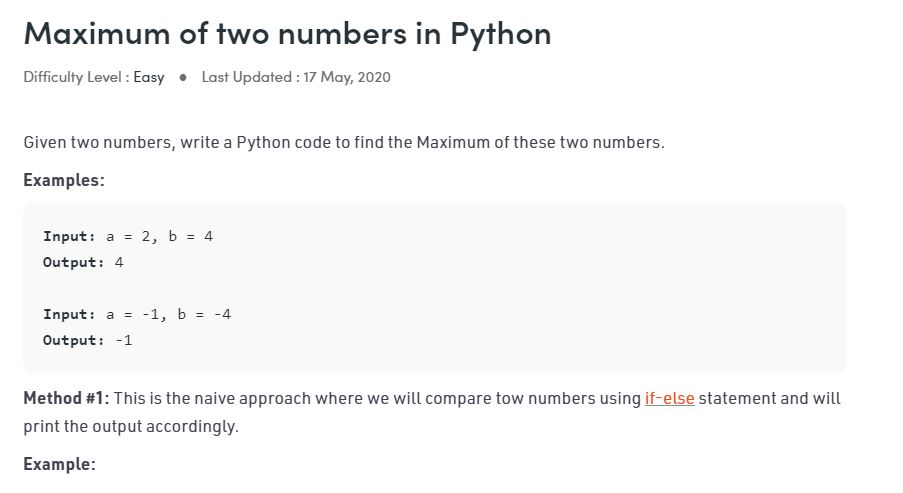 Maximum of two numbers in Python
Difficulty Level : Easy ● Last Updated : 17 May, 2020
Given two numbers, write a Python code to find the Maximum of these two numbers.
Examples:
Input: a = 2, b = 4
Output: 4
Input: a = -1, b = -4
Output: -1
Method #1: This is the naive approach where we will compare tow numbers using if-else statement and will
print the output accordingly.
Example: